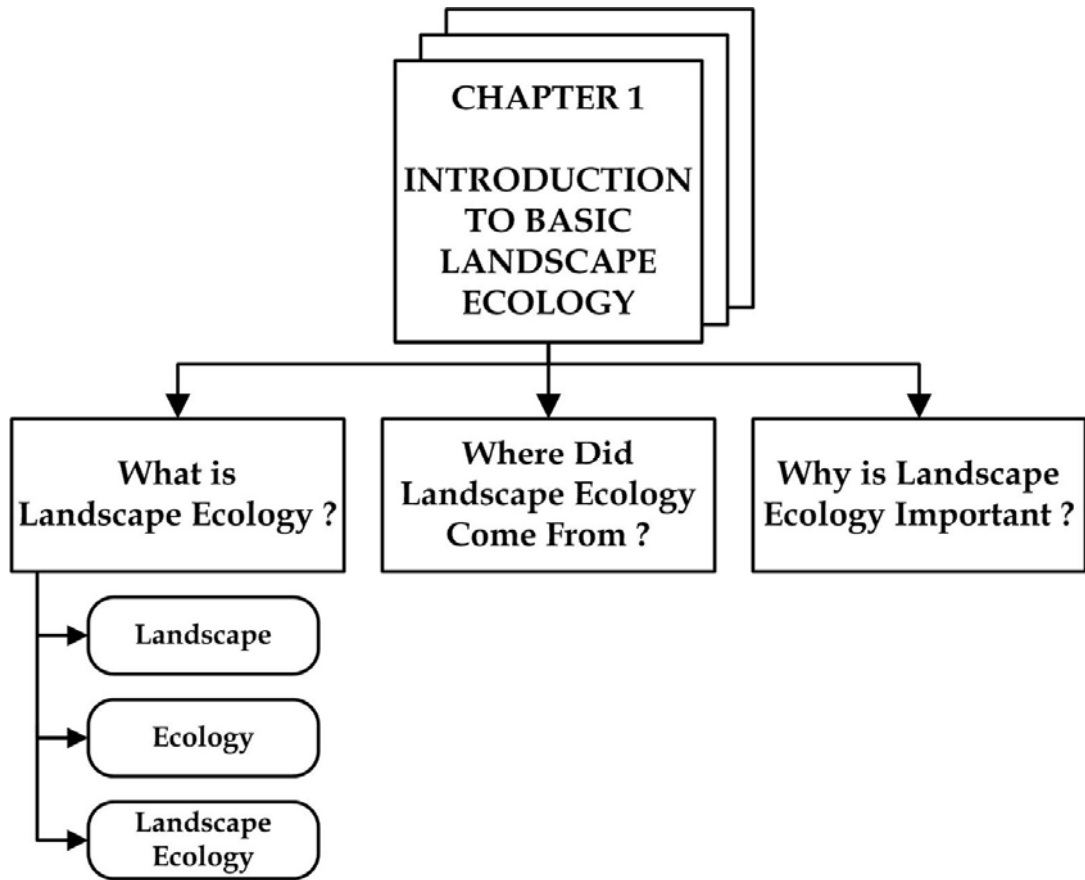 CHAPTER 1
INTRODUCTION
TO BASIC
LANDSCAPE
ECOLOGY
What is
Landscape Ecology ?
Where Did
Landscape Ecology
Come From ?
Why is Landscape
Ecology Important ?
Landscape
Ecology
Landscape
Ecology